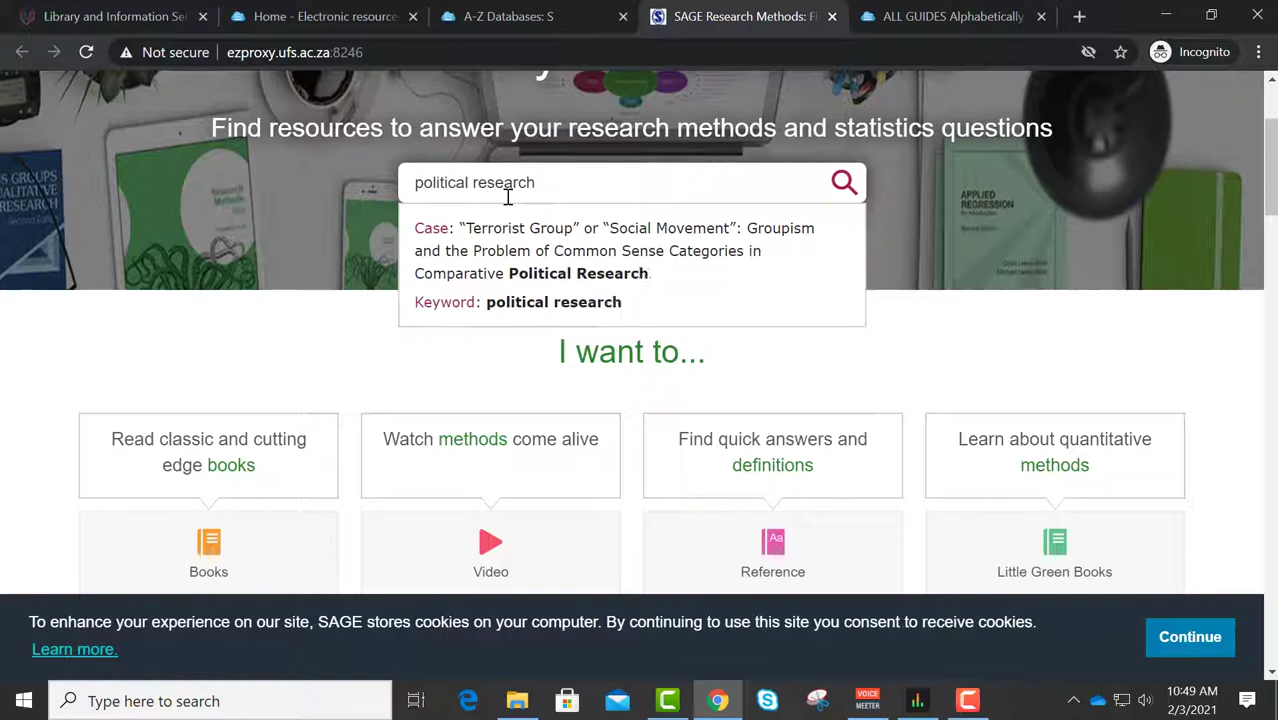 Library and Information Se
Home - Electronic resource
A-Z Databases: S
SAGE Research Methods: Fi
ALL GUIDES Alphabetically
Not secure
ezproxy.ufs.ac.za:8246
Incognito
Find resources to answer your research methods and statistics questions
political research
Case: “Terrorist Group” or “Social Movement”: Groupism
and the Problem of Common Sense Categories in
Comparative Political Research
Keyword: political research
I want to...
Read classic and cutting
edge books
Watch methods come alive
Find quick answers and
definitions
Learn about quantitative
methods
Aa
Books
Video
Reference
Little Green Books
To enhance your experience on our site, SAGE stores cookies on your computer. By continuing to use this site you consent to receive cookies.
Learn more.
Continue
Type here to search
VOICE
MEETER
10:49 AM
2/3/2021